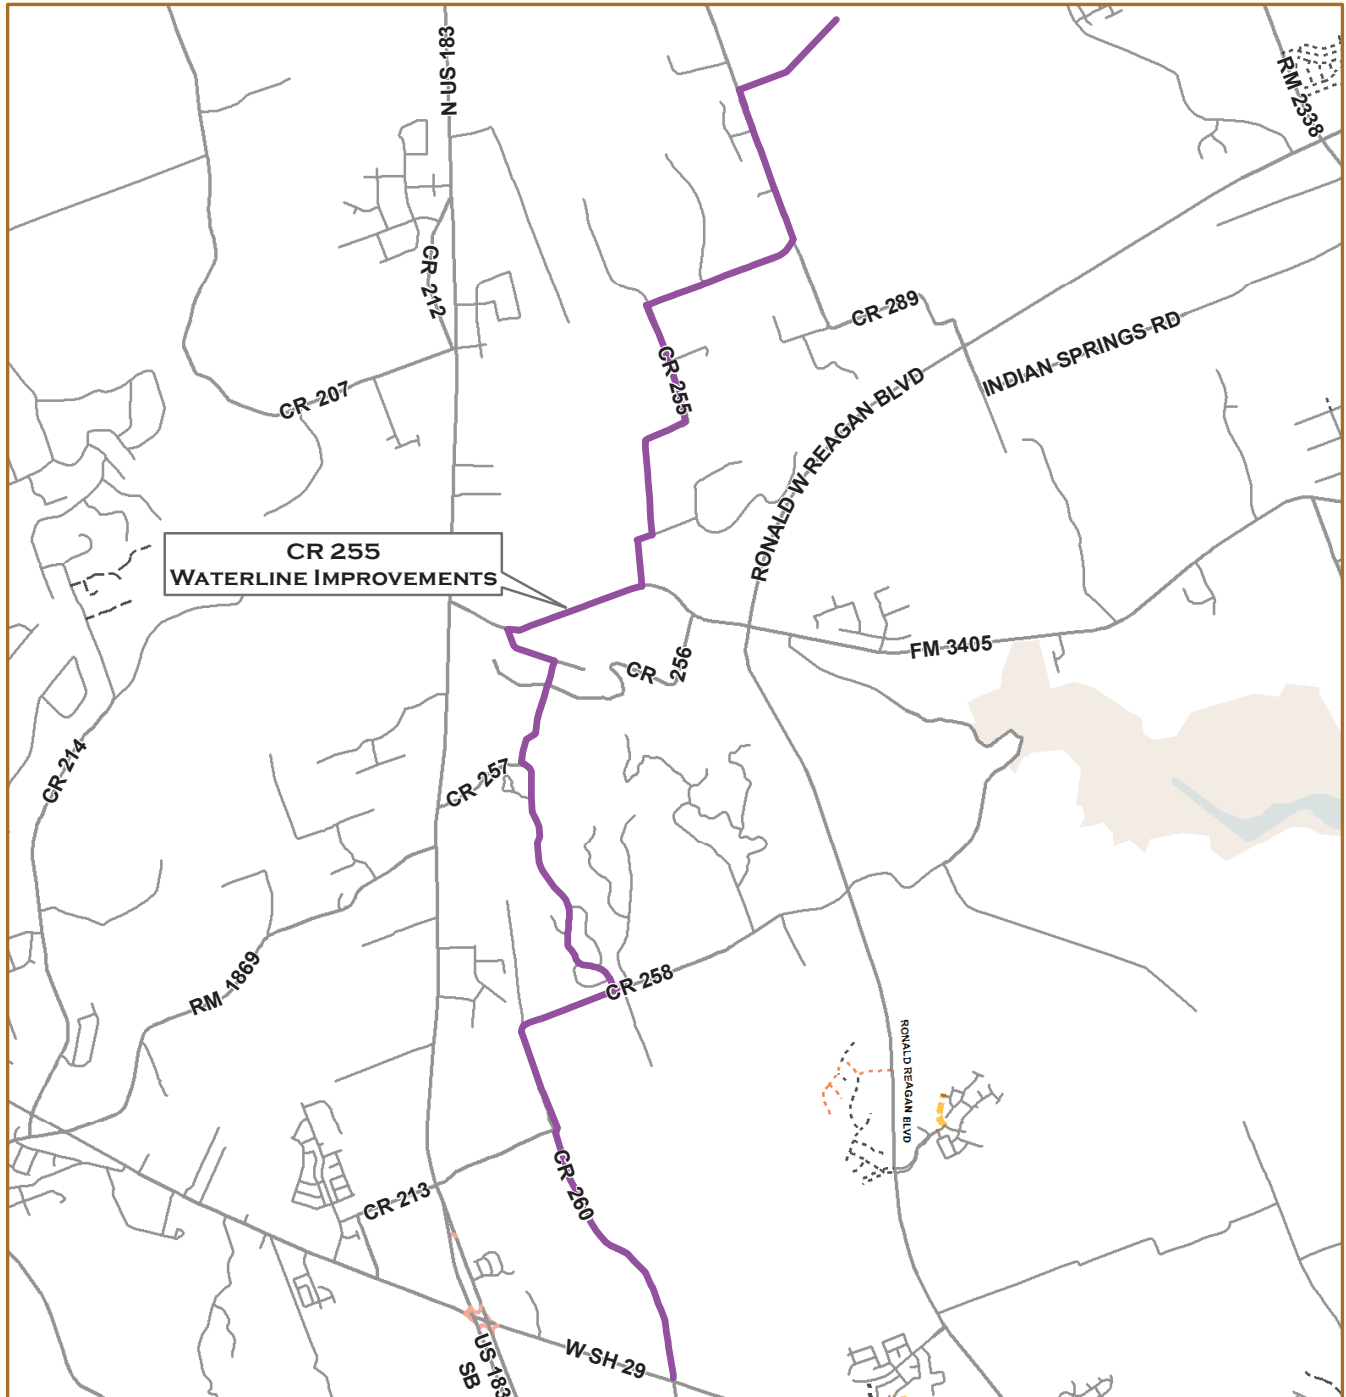 N US 183
RM 2338
CR 212
CR 289
INDIAN SPRINGS RD
CR 255
CR 207
RONALD W REAGAN BLVD
CR 255
WATERLINE IMPROVEMENTS
FM 3405
CR 256
CR 214
CR 257
RM 1869
CR 258
RONALD REAGAN BLVD
CR 260
CR 213
W SH 29
US 183
SB